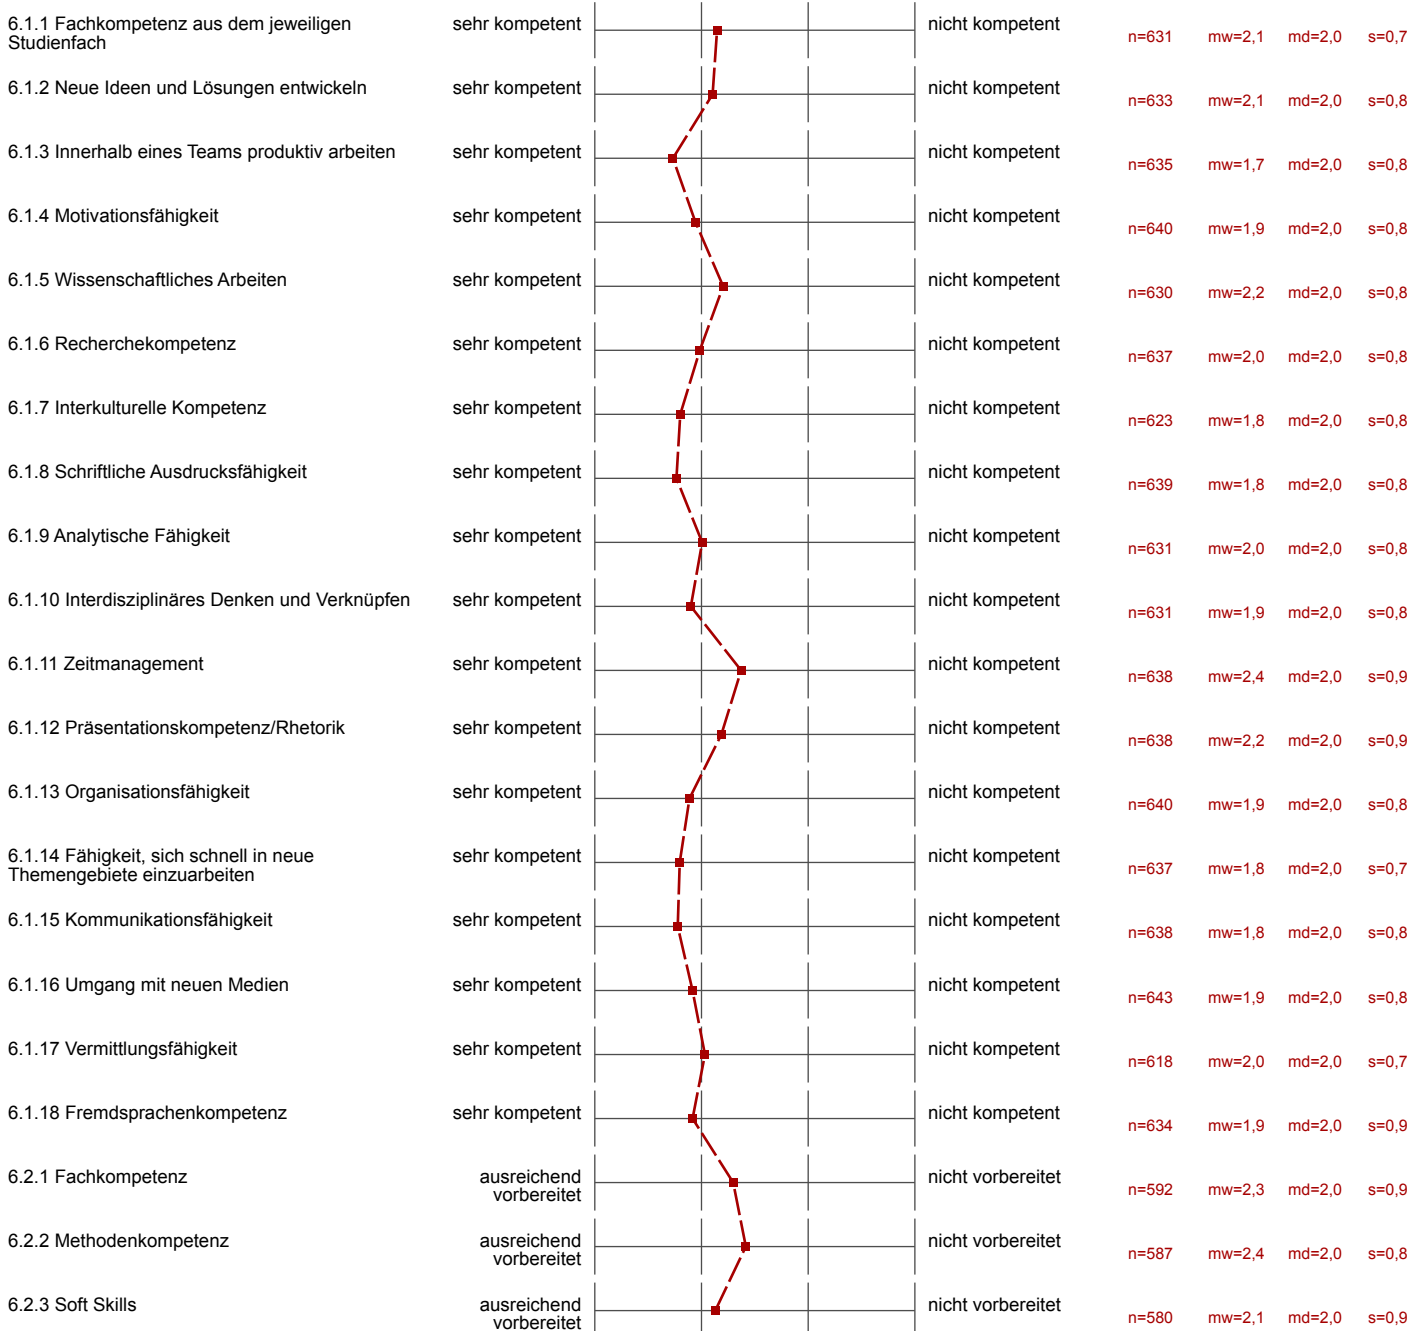 6.1.1 Fachkompetenz aus dem jeweiligen
Studienfach
sehr kompetent
nicht kompetent
n=631 mw=2,1 md=2,0 s=0,7
6.1.2 Neue Ideen und Lösungen entwickeln
sehr kompetent
nicht kompetent
n=633 mw=2,1 md=2,0 s=0,8
6.1.3 Innerhalb eines Teams produktiv arbeiten
sehr kompetent
nicht kompetent
n=635 mw=1,7 md=2,0 s=0,8
6.1.4 Motivationsfähigkeit
sehr kompetent
nicht kompetent
n=640 mw=1,9 md=2,0 s=0,8
6.1.5 Wissenschaftliches Arbeiten
sehr kompetent
nicht kompetent
n=630 mw=2,2 md=2,0 s=0,8
6.1.6 Recherchekompetenz
sehr kompetent
nicht kompetent
n=637 mw=2,0 md=2,0 s=0,8
6.1.7 Interkulturelle Kompetenz
sehr kompetent
nicht kompetent
n=623 mw=1,8 md=2,0 s=0,8
6.1.8 Schriftliche Ausdrucksfähigkeit
sehr kompetent
nicht kompetent
n=639 mw=1,8 md=2,0 s=0,8
6.1.9 Analytische Fähigkeit
sehr kompetent
nicht kompetent
n=631 mw=2,0 md=2,0 s=0,8
6.1.10 Interdisziplinäres Denken und Verknüpfen
sehr kompetent
nicht kompetent
n=631 mw=1,9 md=2,0 s=0,8
6.1.11 Zeitmanagement
sehr kompetent
nicht kompetent
n=638 mw=2,4 md=2,0 s=0,9
6.1.12 Präsentationskompetenz/Rhetorik
sehr kompetent
nicht kompetent
n=638 mw=2,2 md=2,0 s=0,9
6.1.13 Organisationsfähigkeit
sehr kompetent
nicht kompetent
n=640 mw=1,9 md=2,0 s=0,8
6.1.14 Fähigkeit, sich schnell in neue
Themengebiete einzuarbeiten
sehr kompetent
nicht kompetent
n=637 mw=1,8 md=2,0 s=0,7
6.1.15 Kommunikationsfähigkeit
sehr kompetent
nicht kompetent
n=638 mw=1,8 md=2,0 s=0,8
6.1.16 Umgang mit neuen Medien
sehr kompetent
nicht kompetent
n=643 mw=1,9 md=2,0 s=0,8
6.1.17 Vermittlungsfähigkeit
sehr kompetent
nicht kompetent
n=618 mw=2,0 md=2,0 s=0,7
6.1.18 Fremdsprachenkompetenz
sehr kompetent
nicht kompetent
n=634 mw=1,9 md=2,0 s=0,9
6.2.1 Fachkompetenz
ausreichend
vorbereitet
nicht vorbereitet
n=592 mw=2,3 md=2,0 s=0,9
6.2.2 Methodenkompetenz
ausreichend
vorbereitet
nicht vorbereitet
n=587 mw=2,4 md=2,0 s=0,8
6.2.3 Soft Skills
ausreichend
vorbereitet
nicht vorbereitet
n=580 mw=2,1 md=2,0 s=0,9